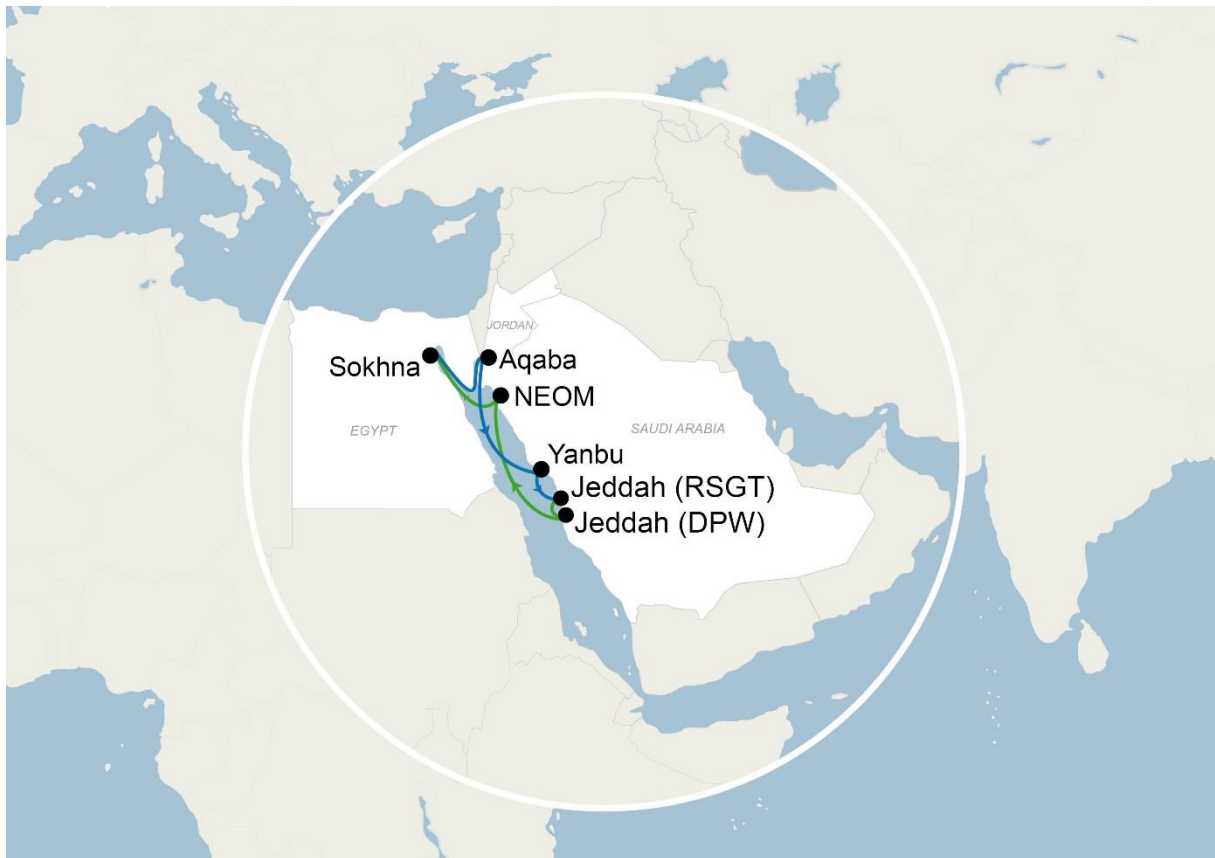 JORDAN
Sokhna
Aqaba
NEOM
EGYPT
SAUDI ARABIA
Yanbu
Jeddah (RSGT)
Jeddah (DPW)